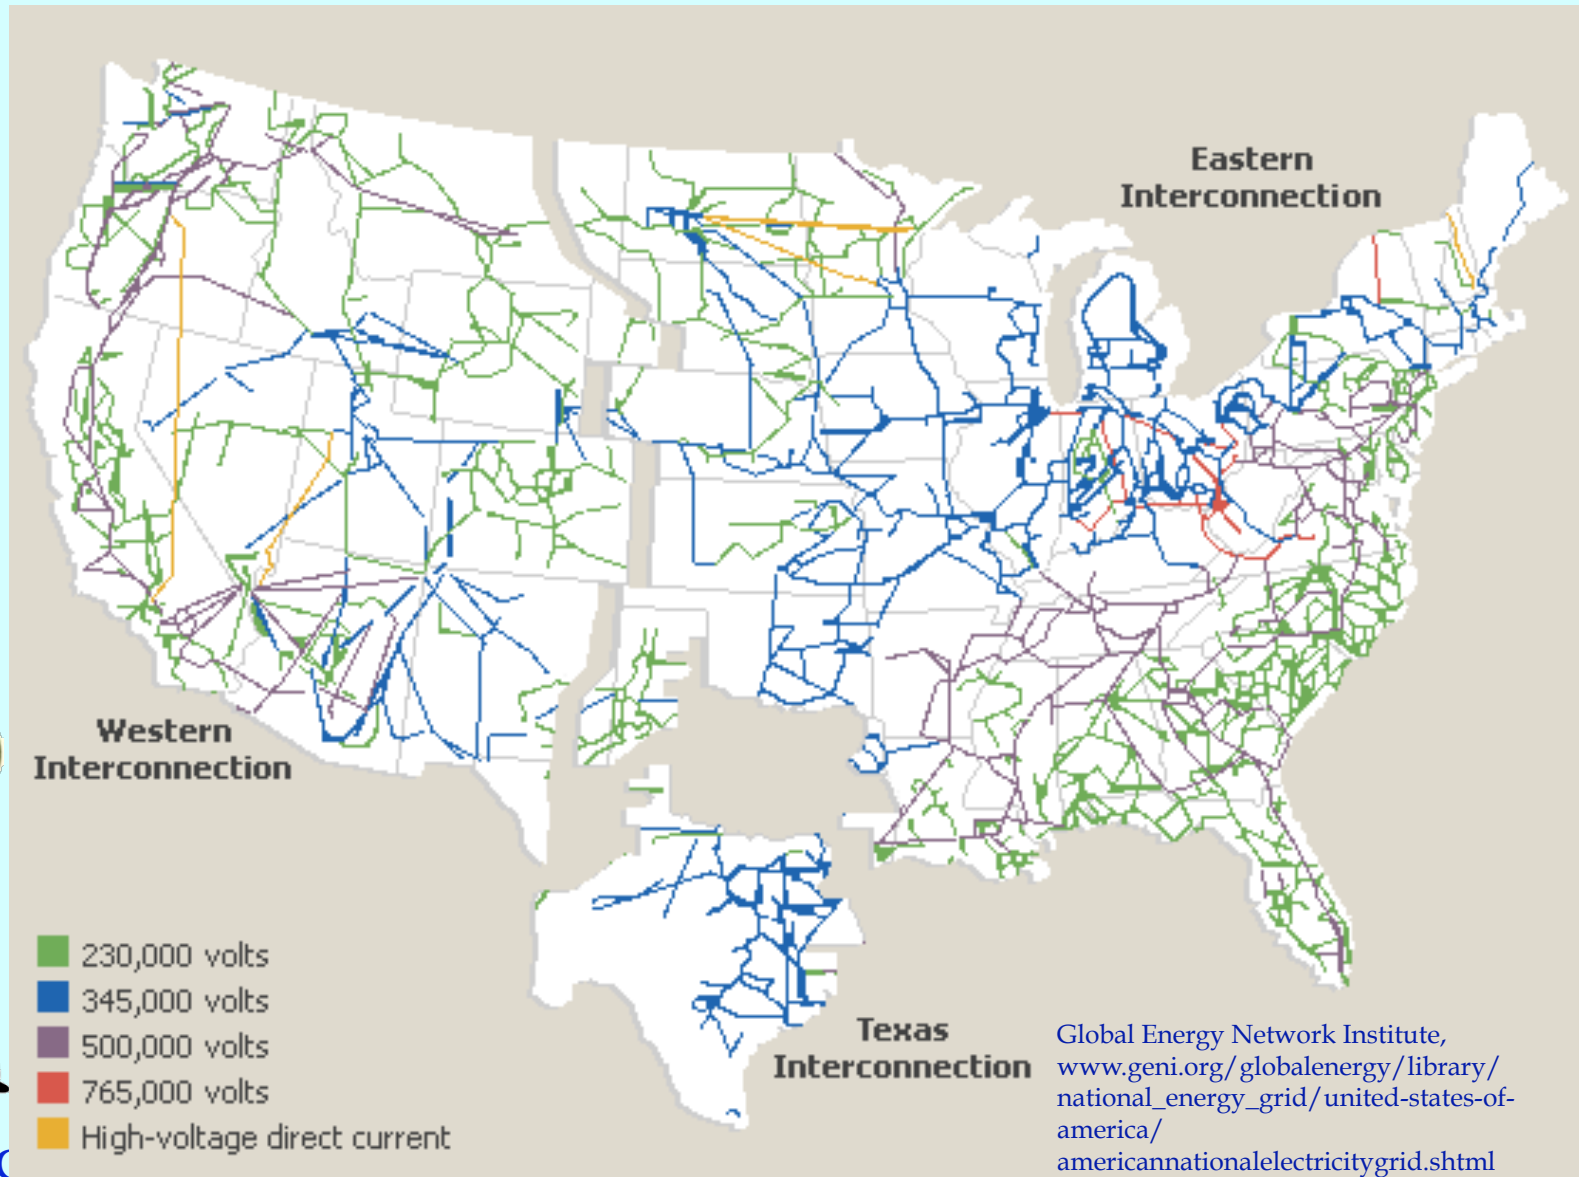 Eastern
Interconnection
Western
Interconnection
230,000 volts
345,000 volts
500,000 volts
765,000 volts
High-voltage direct current
Texas
Interconnection
Global Energy Network Institute,
www.geni.org/globalenergy/library/
national_energy_grid/united-states-of-
america/
americannationalelectricitygrid.shtml